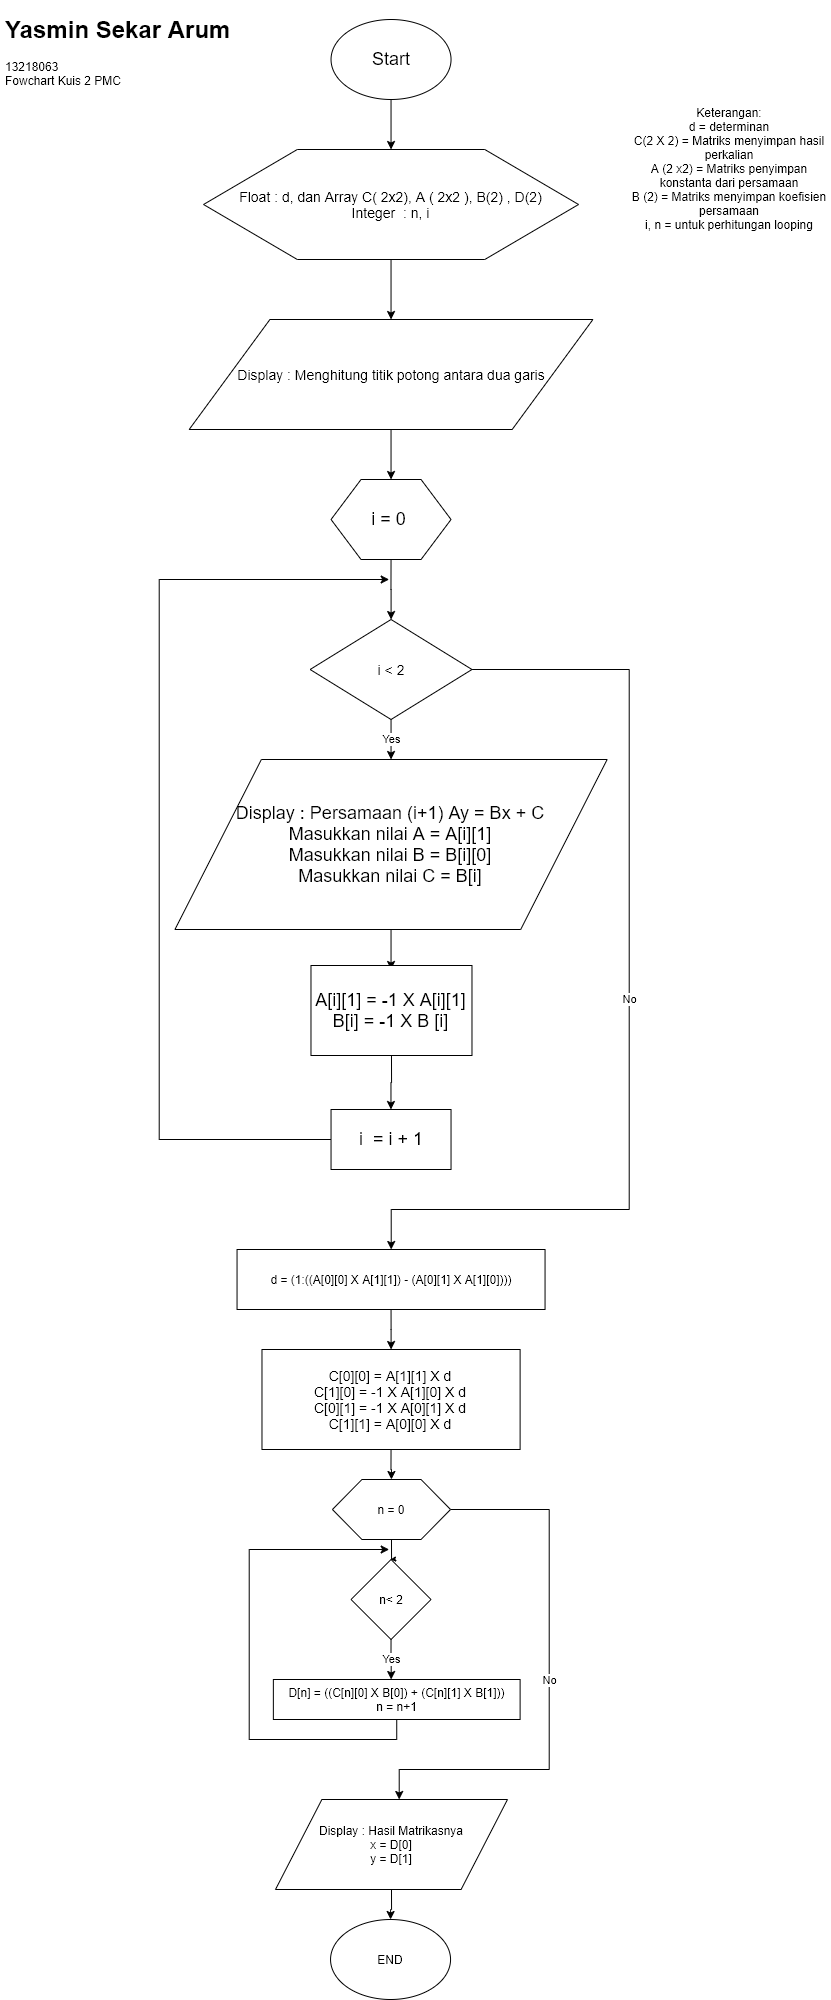 Yasmin Sekar Arum
13218063
Fowchart Kuis 2 PMC
Start
Keterangan:
d = determinan
C(2 X 2) = Matriks menyimpan hasil
perkalian
A (2 x2) = Matriks penyimpan
konstanta dari persamaan
B (2) = Matriks menyimpan koefisien
persamaan
i, n = untuk perhitungan looping
Float : d, dan Array C( 2x2), A ( 2x2 ), B(2) , D(2)
Integer : n, i
Display : Menghitung titik potong antara dua garis
i = 0
i < 2
Yes
Display : Persamaan (i+1) Ay = Bx + C
Masukkan nilai A = A[i][1]
Masukkan nilai B = B[i][0]
Masukkan nilai C = B[i]
A[i][1] = -1 X A[i][1]
B[i] = -1 X B [i]
No
i = i + 1
d = (1:((A[0][0] X A[1][1]) - (A[0][1] X A[1][0])))
C[0][0] = A[1][1] X d
C[1][0] = -1 X A[1][0] X d
C[0][1] = -1 X A[0][1] X d
C[1][1] = A[0][0] X d
n = 0
n< 2
Yes
No
D[n] = ((C[n][0] X B[0]) + (C[n][1] X B[1]))
n = n+1
Display : Hasil Matrikasnya
x = D[0]
y = D[1]
END